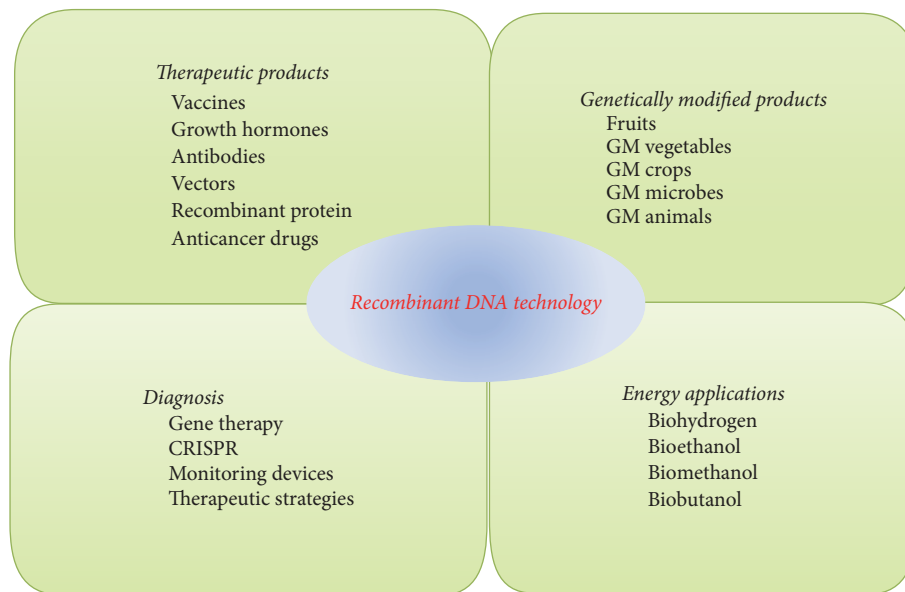 Therapeutic products
Vaccines
Growth hormones
Antibodies
Vectors
Recombinant protein
Anticancer drugs
Genetically modified products
Fruits
GM vegetables
GM crops
GM microbes
GM animals
Recombinant DNA technology
Diagnosis
Gene therapy
CRISPR
Monitoring devices
Therapeutic strategies
Energy applications
Biohydrogen
Bioethanol
Biomethanol
Biobutanol